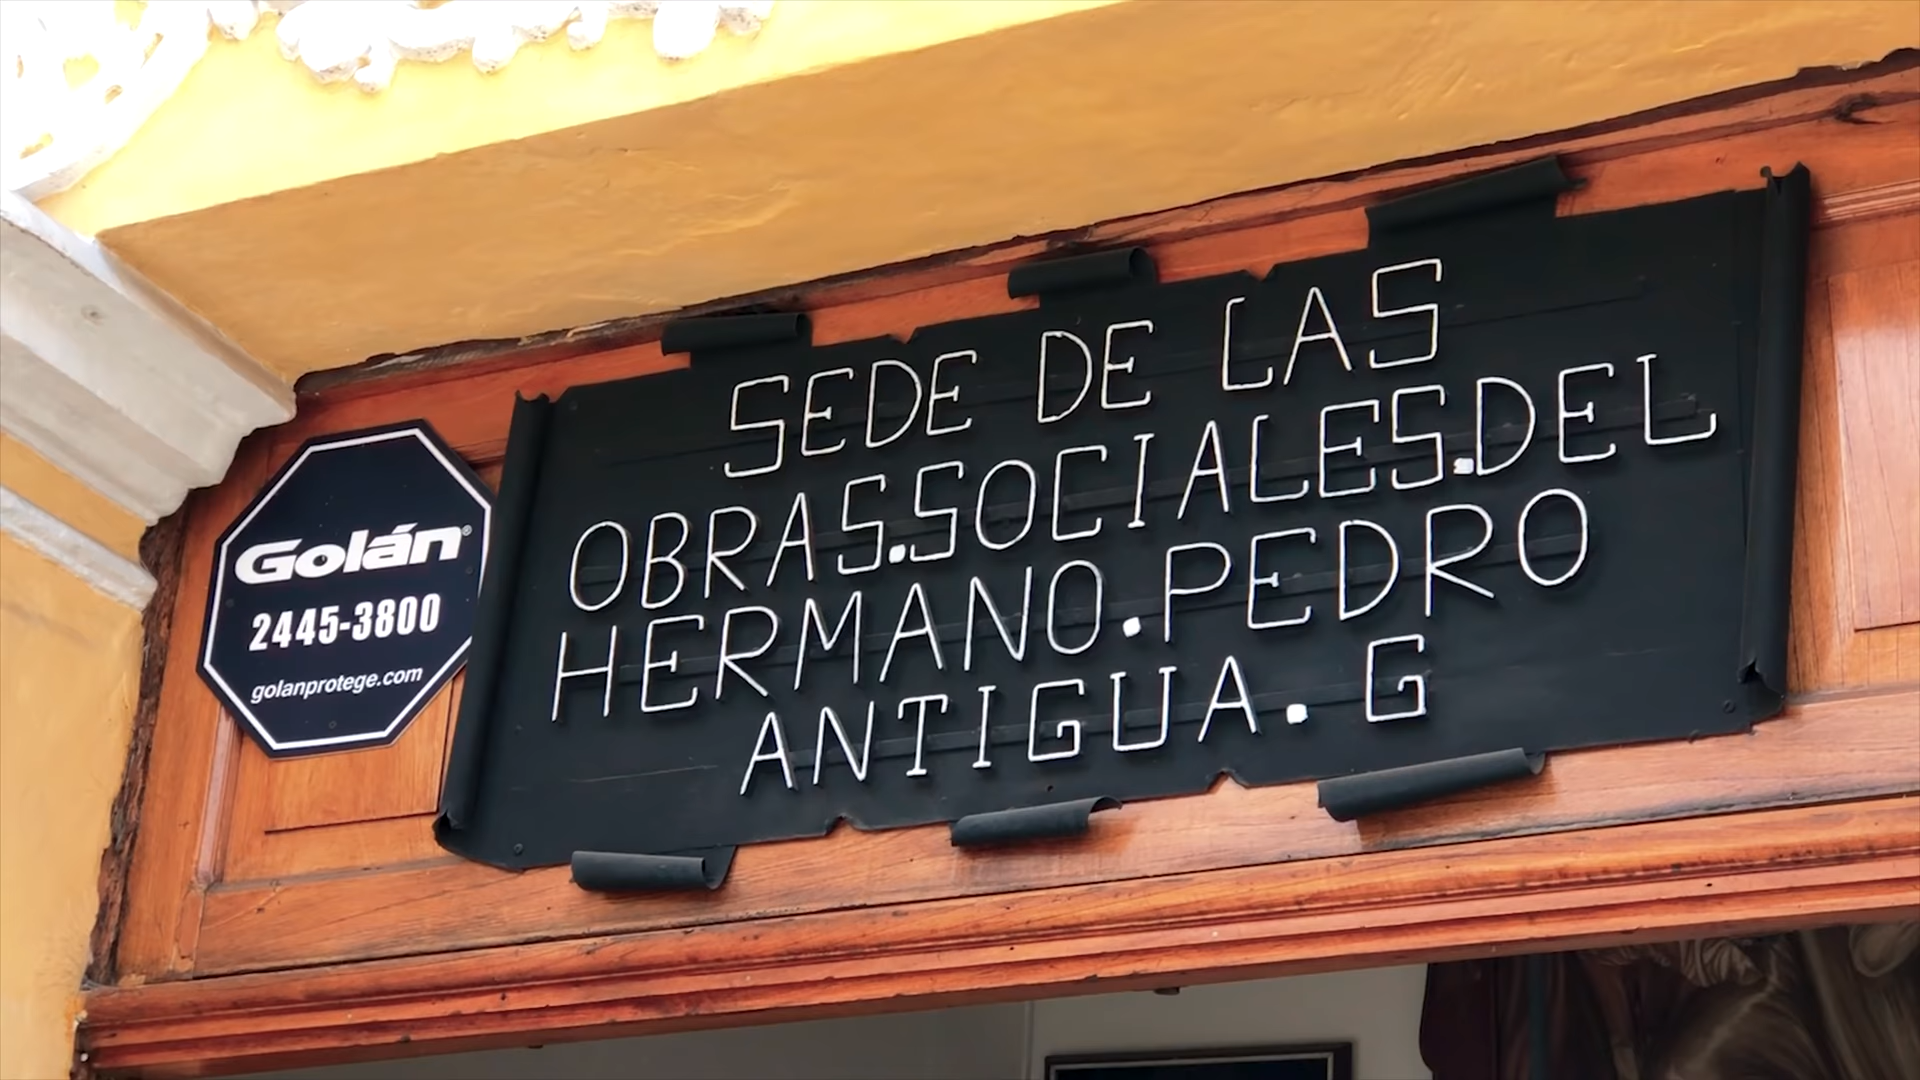 Golán®
2445-3800
golanprotege.com
SEDE DE LAS
OBRAS.SOCIALES.DEL
HERMANO.PEDRO
ANTIGUA. G